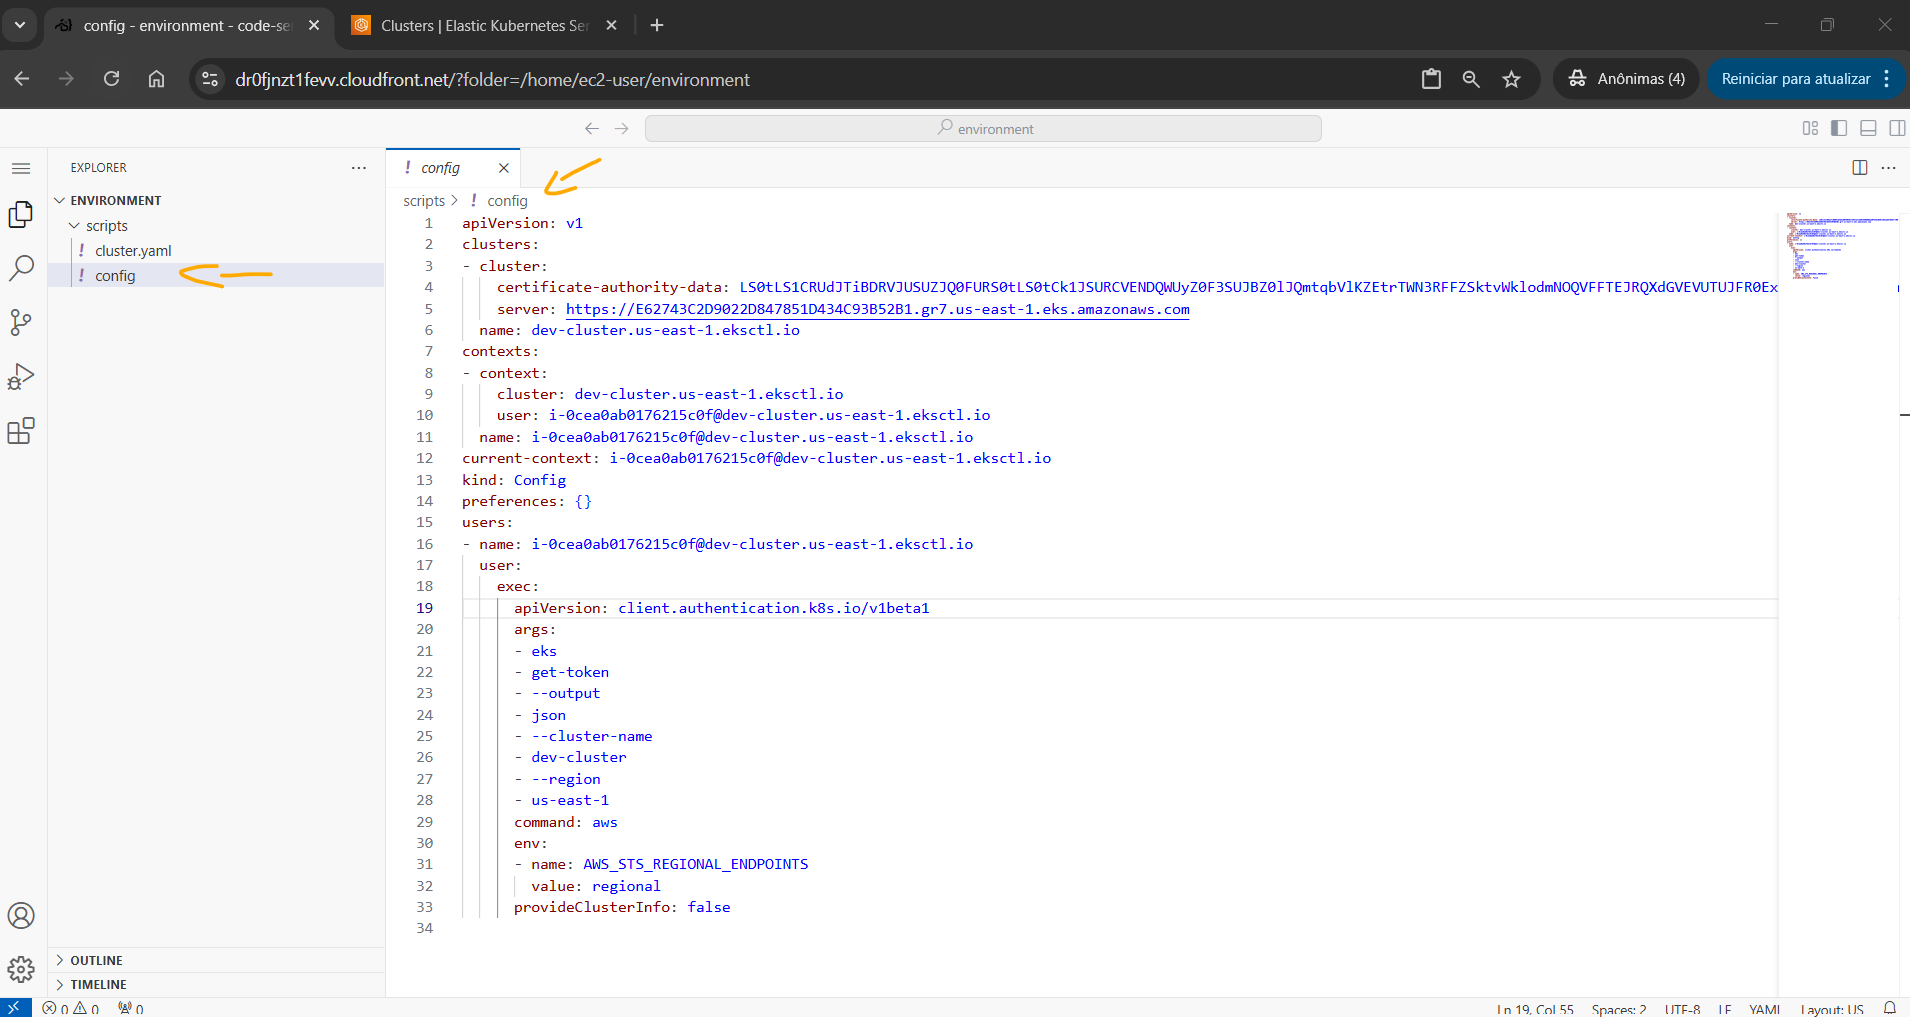 config - environment - code-se
Clusters | Elastic Kubernetes Ser
dr0fjnzt1fevv.cloudfront.net/?folder=/home/ec2-user/environment
Anônimas (4)
Reiniciar para atualizar
environment
EXPLORER
ENVIRONMENT
scripts
! cluster.yaml
! config
! config
scripts > ! config
1 apiVersion: v1
2 clusters:
3 - cluster:
4 certificate-authority-data:
5 server: https://E62743C2D9022D847851D434C93B52B1.gr7.us-east-1.eks.amazonaws.com
6 name: dev-cluster.us-east-1.eksctl.io
7 contexts:
8 - context:
9 cluster: dev-cluster.us-east-1.eksctl.io
10 user: i-0cea0ab0176215c0f@dev-cluster.us-east-1.eksctl.io
11 name: i-0cea0ab0176215c0f@dev-cluster.us-east-1.eksctl.io
12 current-context: i-0cea0ab0176215c0f@dev-cluster.us-east-1.eksctl.io
13 kind: Config
14 preferences: {}
15 users:
16 - name: i-0cea0ab0176215c0f@dev-cluster.us-east-1.eksctl.io
17 user:
18 exec:
19 apiVersion: client.authentication.k8s.io/v1beta1
20 args:
21 - eks
22 - get-token
23 - --output
24 - json
25 - --cluster-name
26 - dev-cluster
27 - --region
28 - us-east-1
29 command: aws
30 env:
31 - name: AWS_STS_REGIONAL_ENDPOINTS
32 value: regional
33 provideClusterInfo: false
34
OUTLINE
TIMELINE
0 0 0
Ln 19, Col 55 Spaces: 2 UTF-8 LF YAML Layout: US